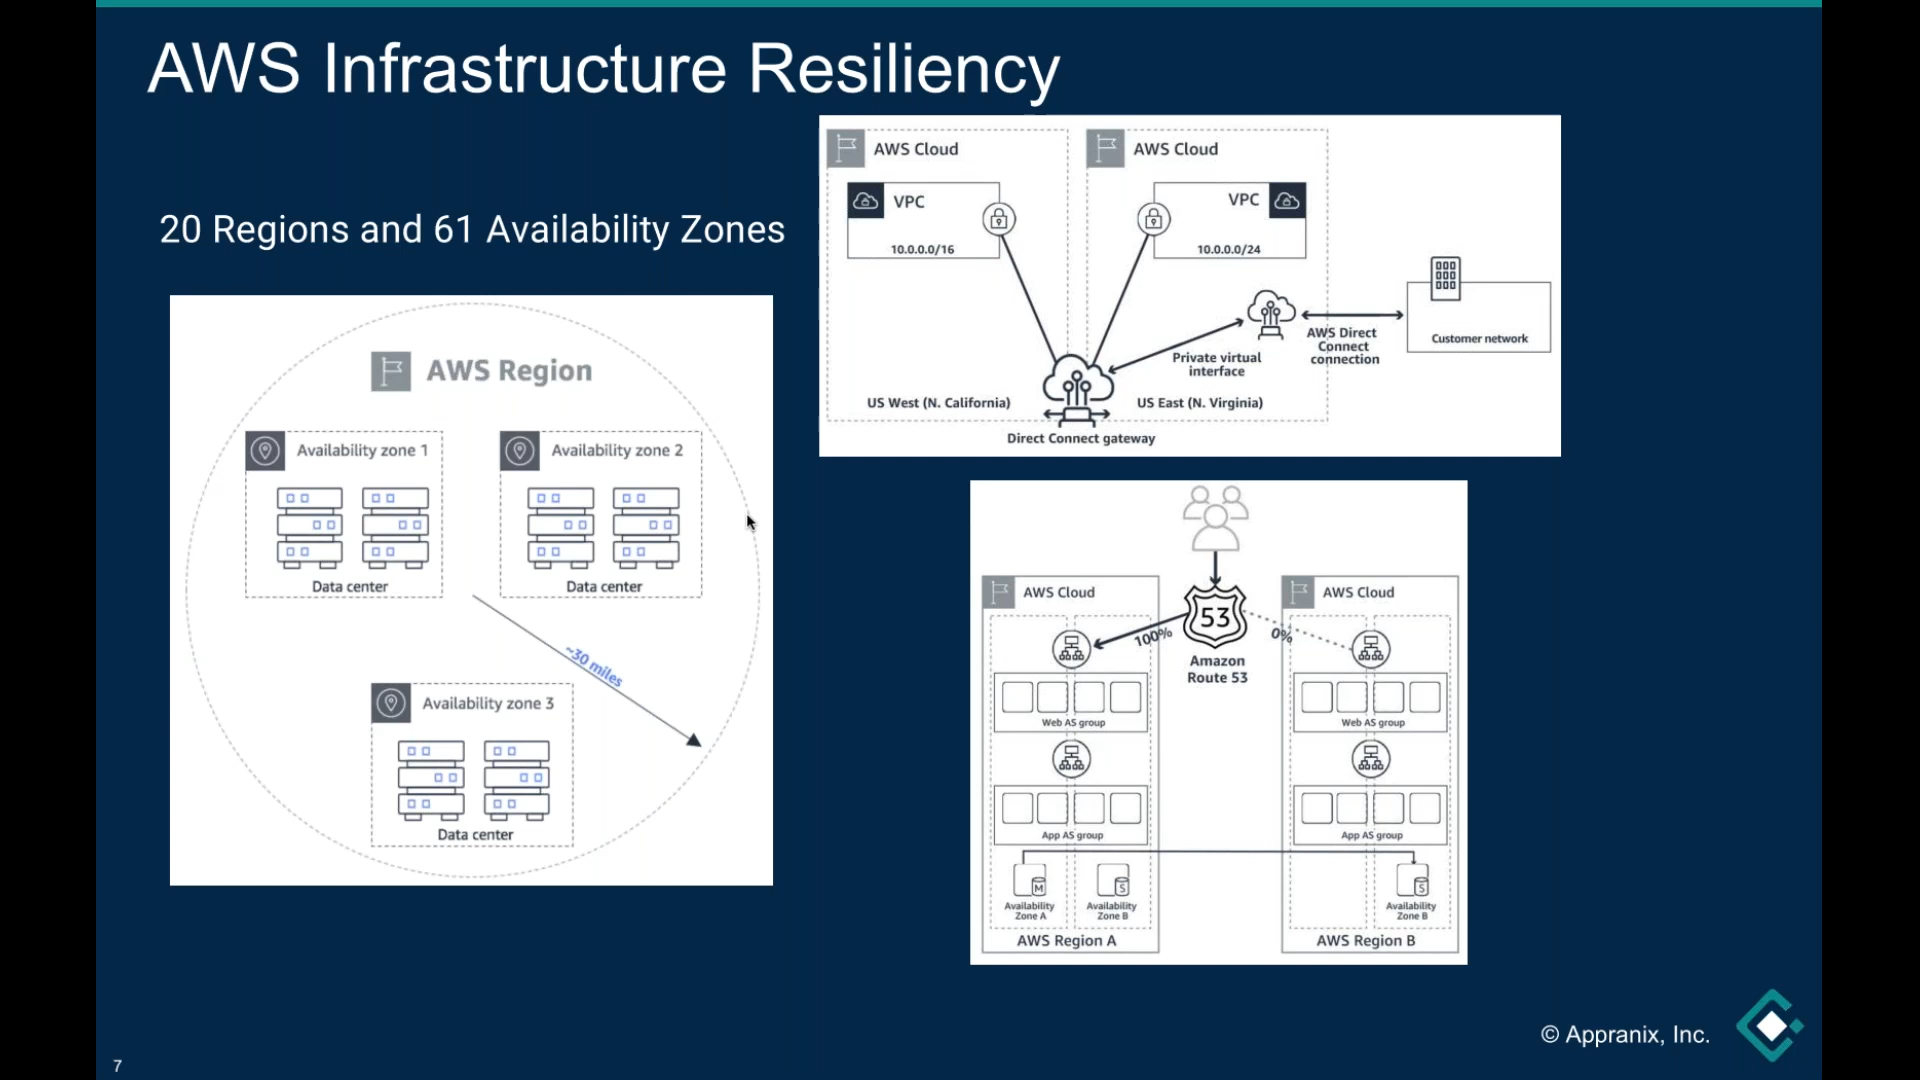 AWS Infrastructure Resiliency
20 Regions and 61 Availability Zones
AWS Region
Availability zone 1
Data center
Availability zone 2
Data center
~30 miles
Availability zone 3
Data center
AWS Cloud
VPC
10.0.0.0/16
US West (N. California)
AWS Cloud
VPC
10.0.0.0/24
US East (N. Virginia)
Private virtual
interface
AWS Direct
Connect
connection
Customer network
Direct Connect gateway
53
Amazon
Route 53
100%
0%
AWS Cloud
Web AS group
App AS group
M
Availability
Zone A
S
Availability
Zone B
AWS Region A
AWS Cloud
Web AS group
App AS group
S
Availability
Zone B
AWS Region B
© Appranix, Inc.
7